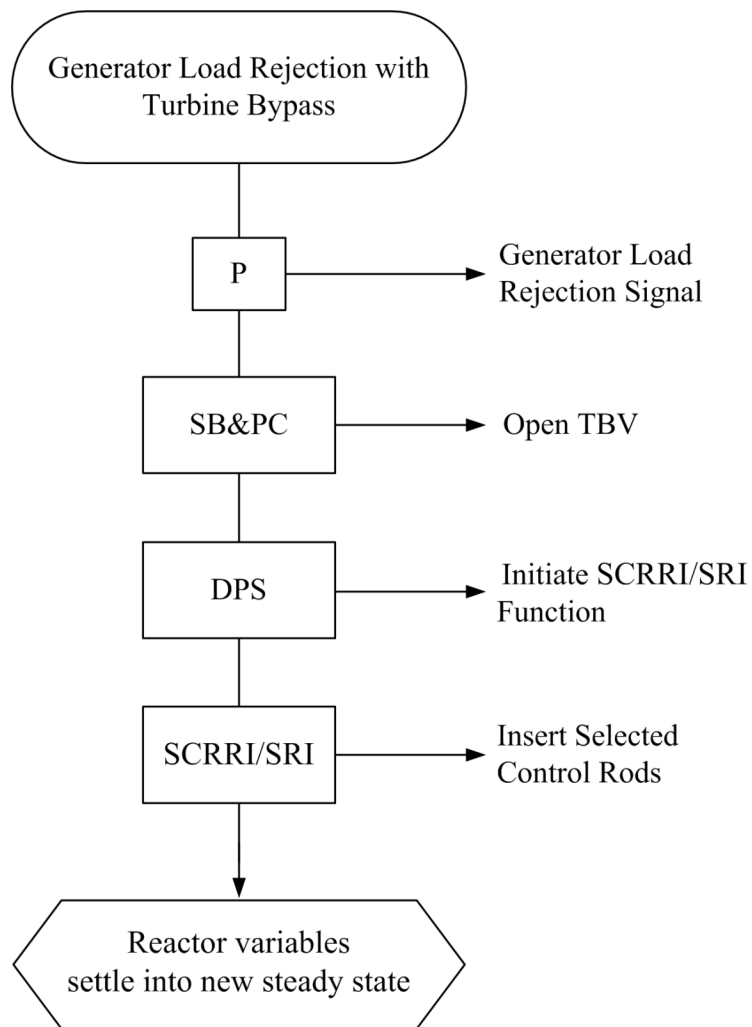 Generator Load Rejection with
Turbine Bypass
P
Generator Load
Rejection Signal
SB&PC
Open TBV
DPS
Initiate SCRRI/SRI
Function
SCRRI/SRI
Insert Selected
Control Rods
Reactor variables
settle into new steady state